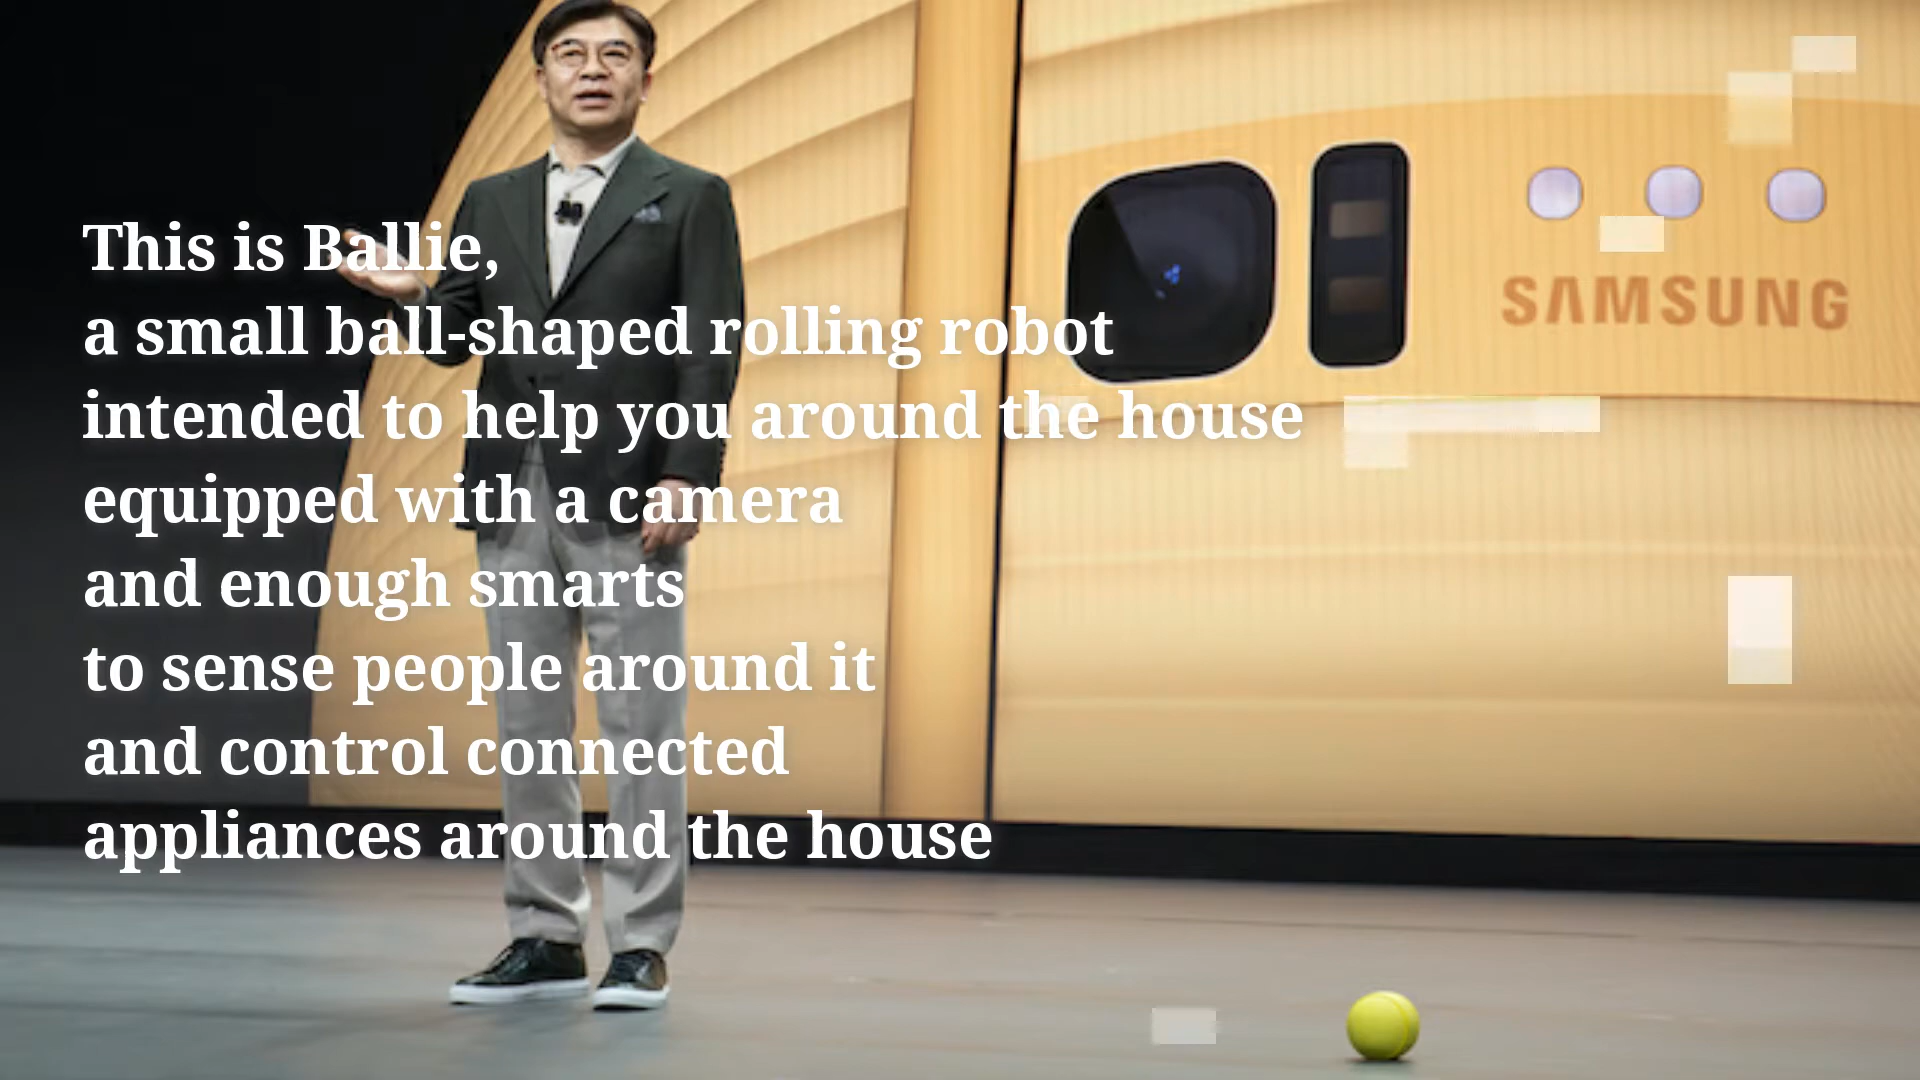 This is Ballie,
a small ball-shaped rolling robot
intended to help you around the house
equipped with a camera
and enough smarts
to sense people around it
and control connected
appliances around the house
SAMSUNG